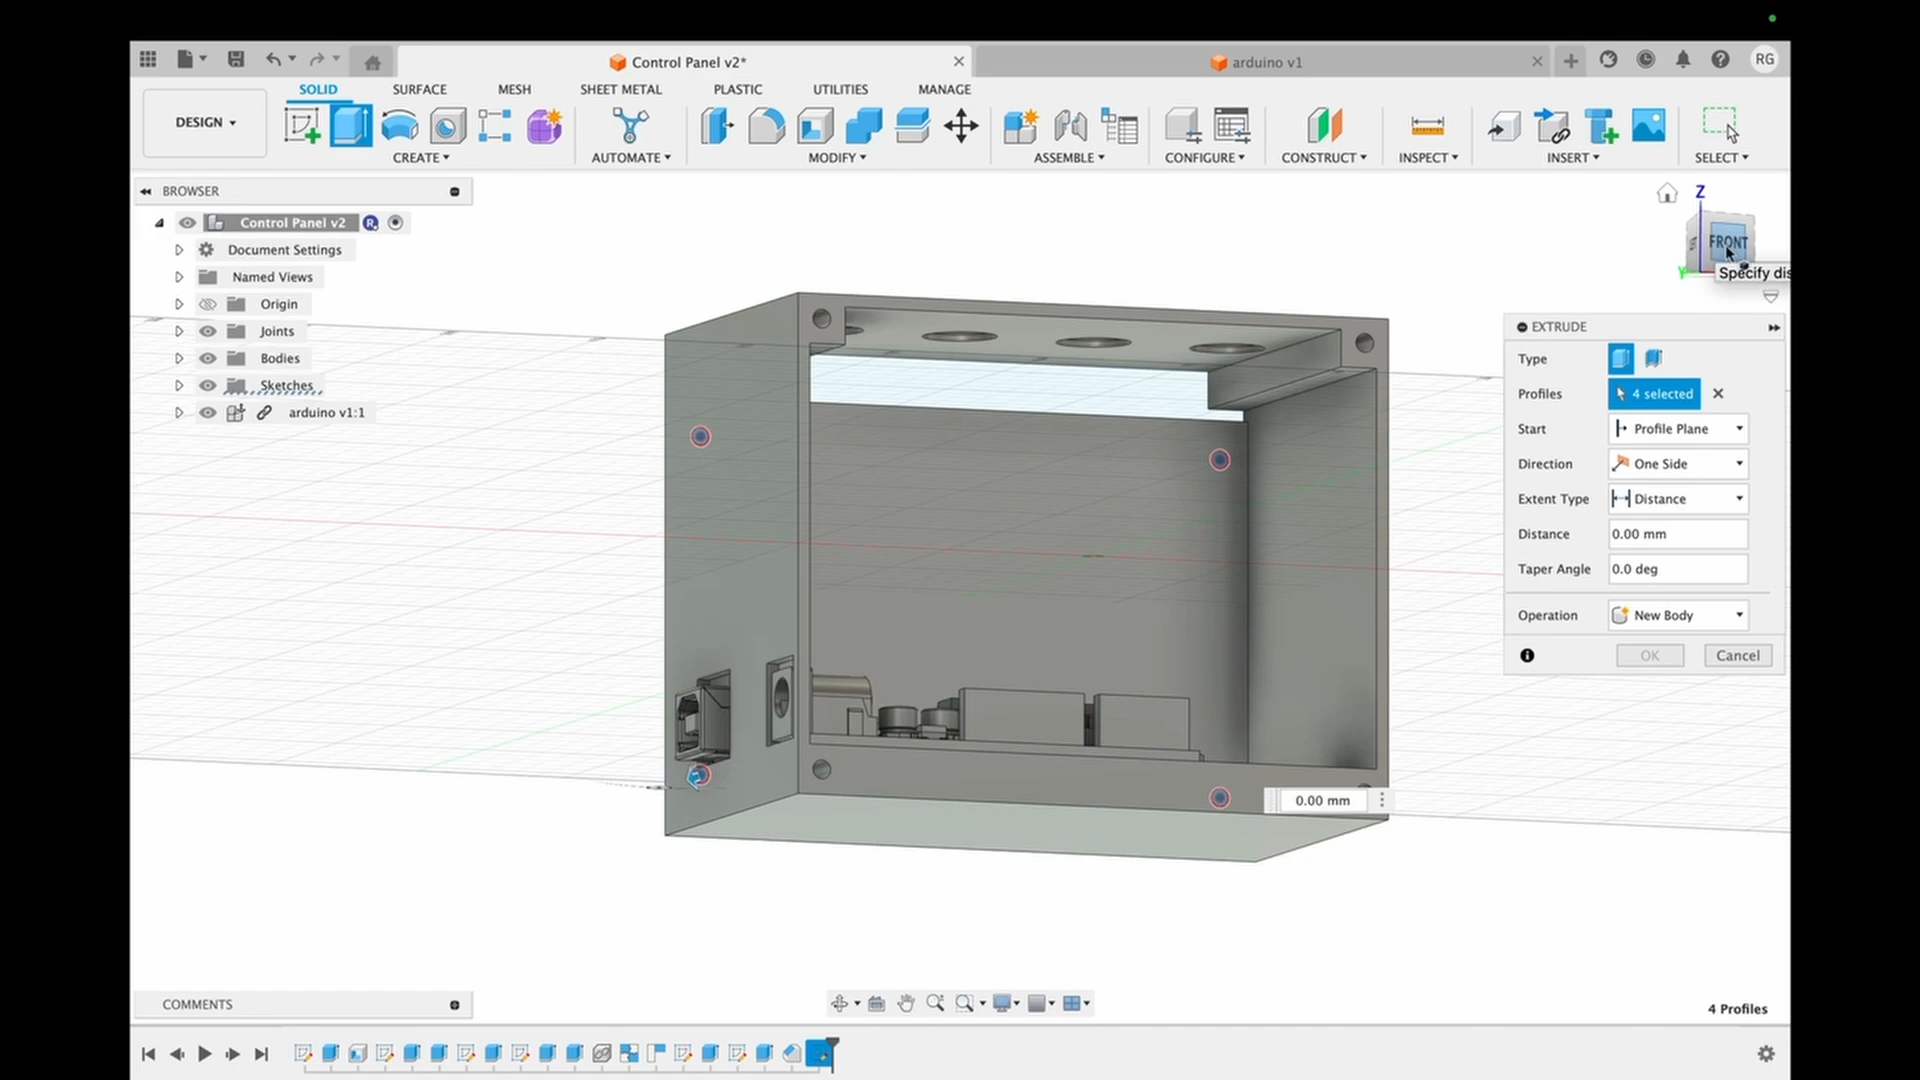 Control Panel v2*
arduino v1
RG
DESIGN
SOLID
SURFACE
MESH
SHEET METAL
PLASTIC
UTILITIES
MANAGE
CREATE
AUTOMATE
MODIFY
ASSEMBLE
CONFIGURE
CONSTRUCT
INSPECT
INSERT
SELECT
BROWSER
Control Panel v2
Document Settings
Named Views
Origin
Joints
Bodies
Sketches
arduino v1:1
Z
FRONT
Y
Specify dis
EXTRUDE
Type
Profiles
4 selected
Start
Profile Plane
Direction
One Side
Extent Type
Distance
Distance
0.00 mm
Taper Angle
0.0 deg
Operation
New Body
OK
Cancel
0.00 mm
COMMENTS
4 Profiles